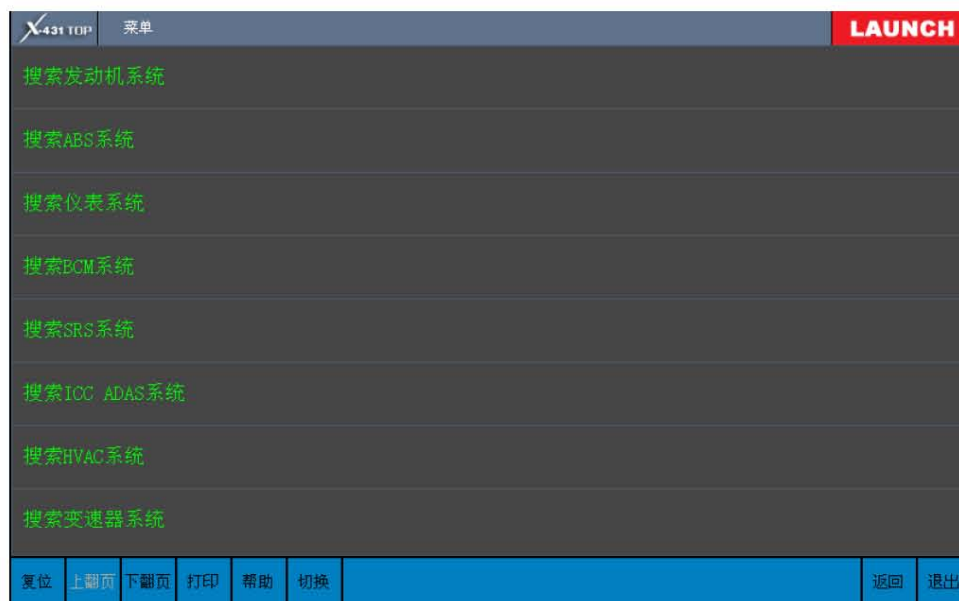 X-431 TOP 菜单 LAUNCH
搜索发动机系统
搜索ABS系统
搜索仪表系统
搜索BCM系统
搜索SRS系统
搜索ICC ADAS系统
搜索HVAC系统
搜索变速器系统
复位 上翻页 下翻页 打印 帮助 切换 返回 退出